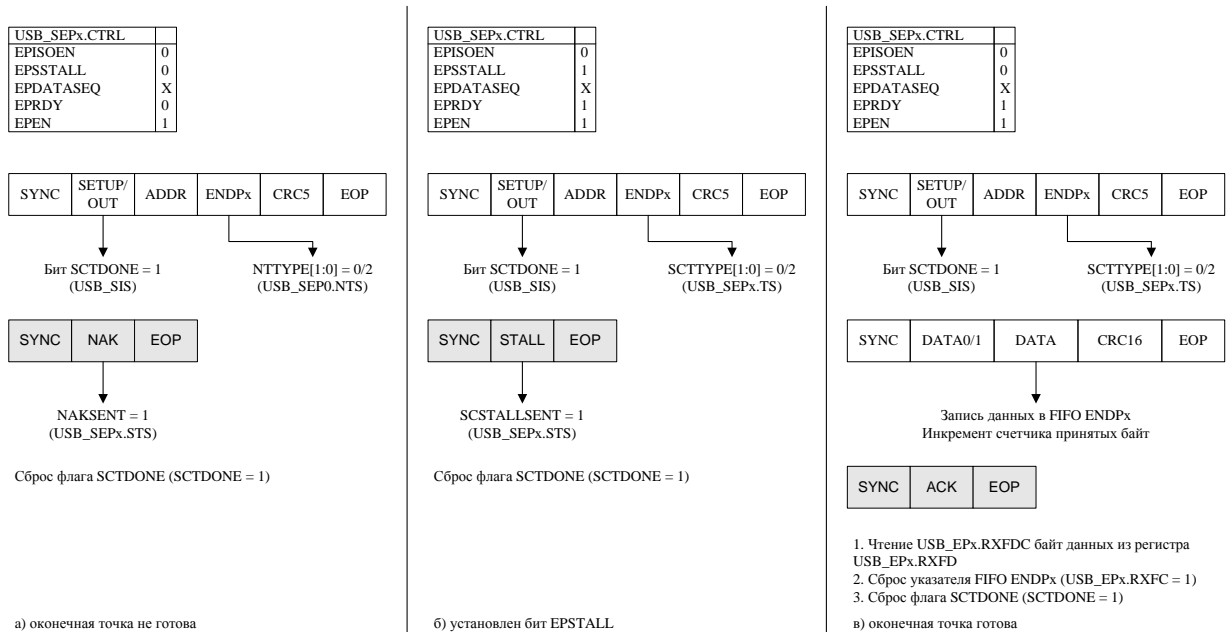 USB_SEPx.CTRL
EPISOEN 0
EPSSTALL 0
EPDATASEQ X
EPRDY 0
EPEN 1
SYNC SETUP/ ADDR ENDPx CRC5 EOP
OUT
Бит SCTDONE = 1
(USB_SIS)
NTTYPE[1:0] = 0/2
(USB_SEP0.NTS)
SYNC NAK EOP
NAKSENT = 1
(USB_SEPx.STS)
Сброс флага SCTDONE (SCTDONE = 1)
а) оконечная точка не готова
USB_SEPx.CTRL
EPISOEN 0
EPSSTALL 1
EPDATASEQ X
EPRDY 1
EPEN 1
SYNC SETUP/ ADDR ENDPx CRC5 EOP
OUT
Бит SCTDONE = 1
(USB_SIS)
SCTTYPE[1:0] = 0/2
(USB_SEPx.TS)
SYNC STALL EOP
SCSTALLSENT = 1
(USB_SEPx.STS)
Сброс флага SCTDONE (SCTDONE = 1)
б) установлен бит EPSTALL
USB_SEPx.CTRL
EPISOEN 0
EPSSTALL 0
EPDATASEQ X
EPRDY 1
EPEN 1
SYNC SETUP/ ADDR ENDPx CRC5 EOP
OUT
Бит SCTDONE = 1
(USB_SIS)
SCTTYPE[1:0] = 0/2
(USB_SEPx.TS)
SYNC DATA0/1 DATA CRC16 EOP
Запись данных в FIFO ENDPx
Инкремент счетчика принятых байт
SYNC ACK EOP
1. Чтение USB_EPx.RXFDC байт данных из регистра
USB_EPx.RXFD
2. Сброс указателя FIFO ENDPx (USB_EPx.RXFC = 1)
3. Сброс флага SCTDONE (SCTDONE = 1)
в) оконечная точка готова